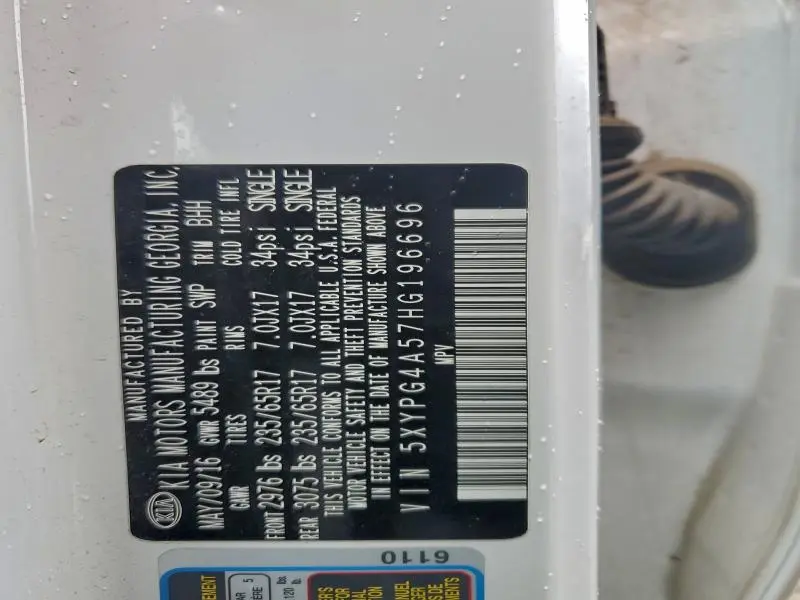 MANUFACTURED BY
KIA KIA MOTORS MANUFACTURING GEORGIA, INC.
MAY/09/16 GVWR 5489 lbs PAINT SWP TRIM BHH
GAWR TIRES RIMS COLD TIRE INFL
FRONT 2976 lbs 235/65R17 7.0JX17 34psi SINGLE
REAR 3075 lbs 235/65R17 7.0JX17 34psi SINGLE
THIS VEHICLE CONFORMS TO ALL APPLICABLE U.S.A. FEDERAL
MOTOR VEHICLE SAFETY AND THEFT PREVENTION STANDARDS
IN EFFECT ON THE DATE OF MANUFACTURE SHOWN ABOVE
VIN 5XYPG4A57HG196696
MPV
6110
5